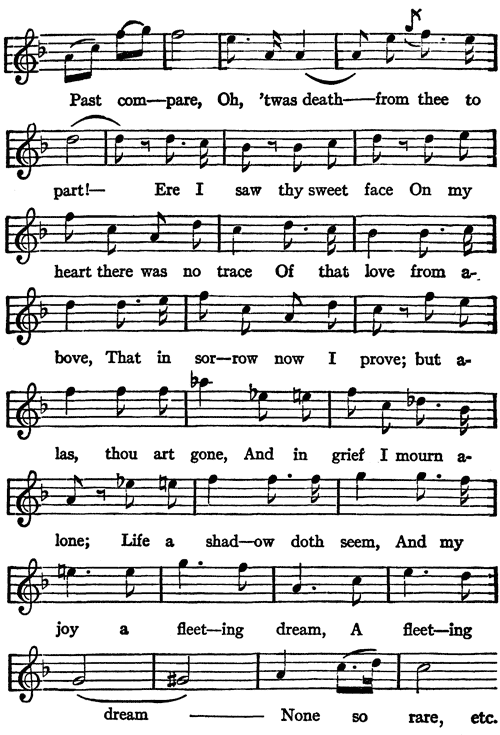 Past com—pare, Oh, 'twas death—from thee to
part!— Ere I saw thy sweet face On my
heart there was no trace Of that love from a-
bove, That in sor—row now I prove; but a-
las, thou art gone, And in grief I mourn a-
lone; Life a shad—ow doth seem, And my
joy a fleet—ing dream, A fleet—ing
dream ——— None so rare, etc.